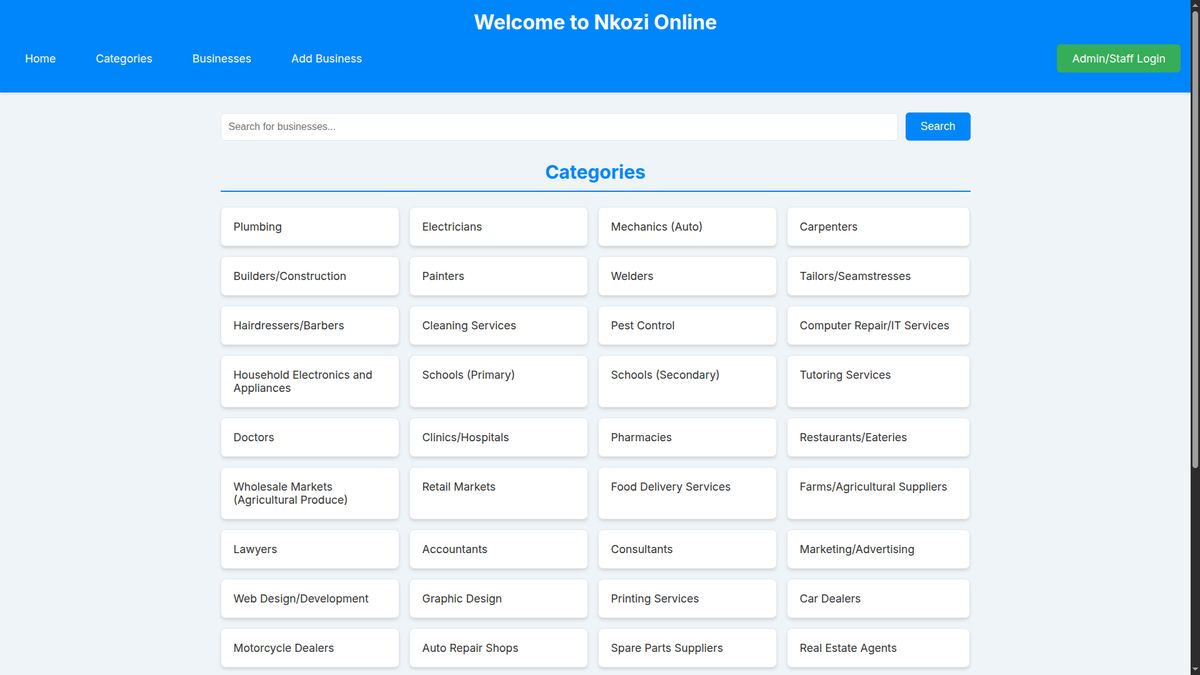 Welcome to Nkozi Online
Home
Categories
Businesses
Add Business
Admin/Staff Login
Search for businesses...
Search
Categories
Plumbing
Electricians
Mechanics (Auto)
Carpenters
Builders/Construction
Painters
Welders
Tailors/Seamstresses
Hairdressers/Barbers
Cleaning Services
Pest Control
Computer Repair/IT Services
Household Electronics and
Appliances
Schools (Primary)
Schools (Secondary)
Tutoring Services
Doctors
Clinics/Hospitals
Pharmacies
Restaurants/Eateries
Wholesale Markets
(Agricultural Produce)
Retail Markets
Food Delivery Services
Farms/Agricultural Suppliers
Lawyers
Accountants
Consultants
Marketing/Advertising
Web Design/Development
Graphic Design
Printing Services
Car Dealers
Motorcycle Dealers
Auto Repair Shops
Spare Parts Suppliers
Real Estate Agents